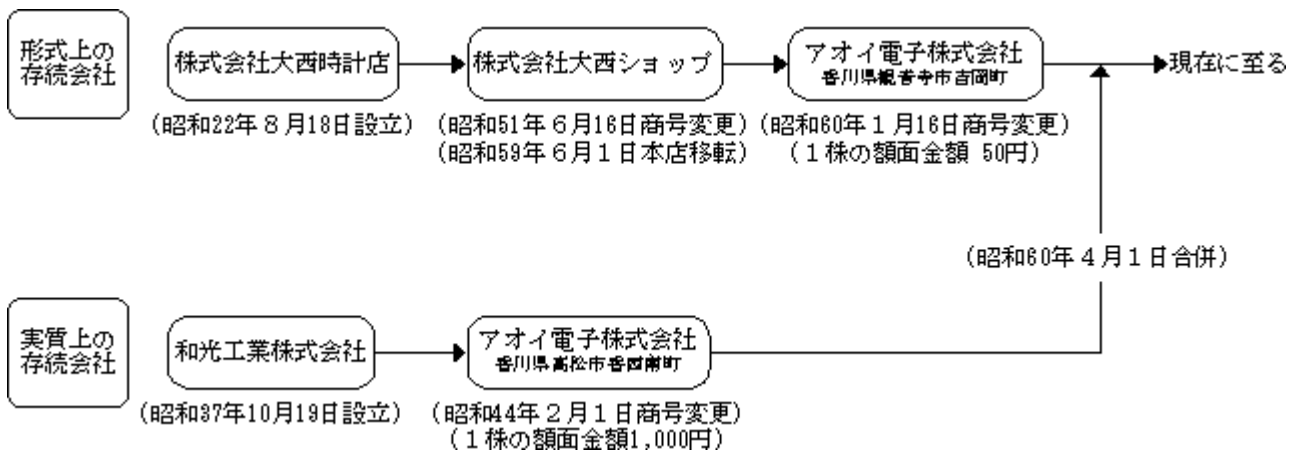 形式上の
存続会社
株式会社大西時計店
株式会社大西ショップ
アオイ電子株式会社
香川県観音寺市吉岡町
現在に至る
(昭和22年8月18日設立)
(昭和51年6月16日商号変更)
(昭和59年6月1日本店移転)
(昭和60年1月16日商号変更)
(1株の額面金額 50円)
(昭和60年4月1日合併)
実質上の
存続会社
和光工業株式会社
アオイ電子株式会社
香川県高松市香西南町
(昭和37年10月19日設立)
(昭和44年2月1日商号変更)
(1株の額面金額1,000円)